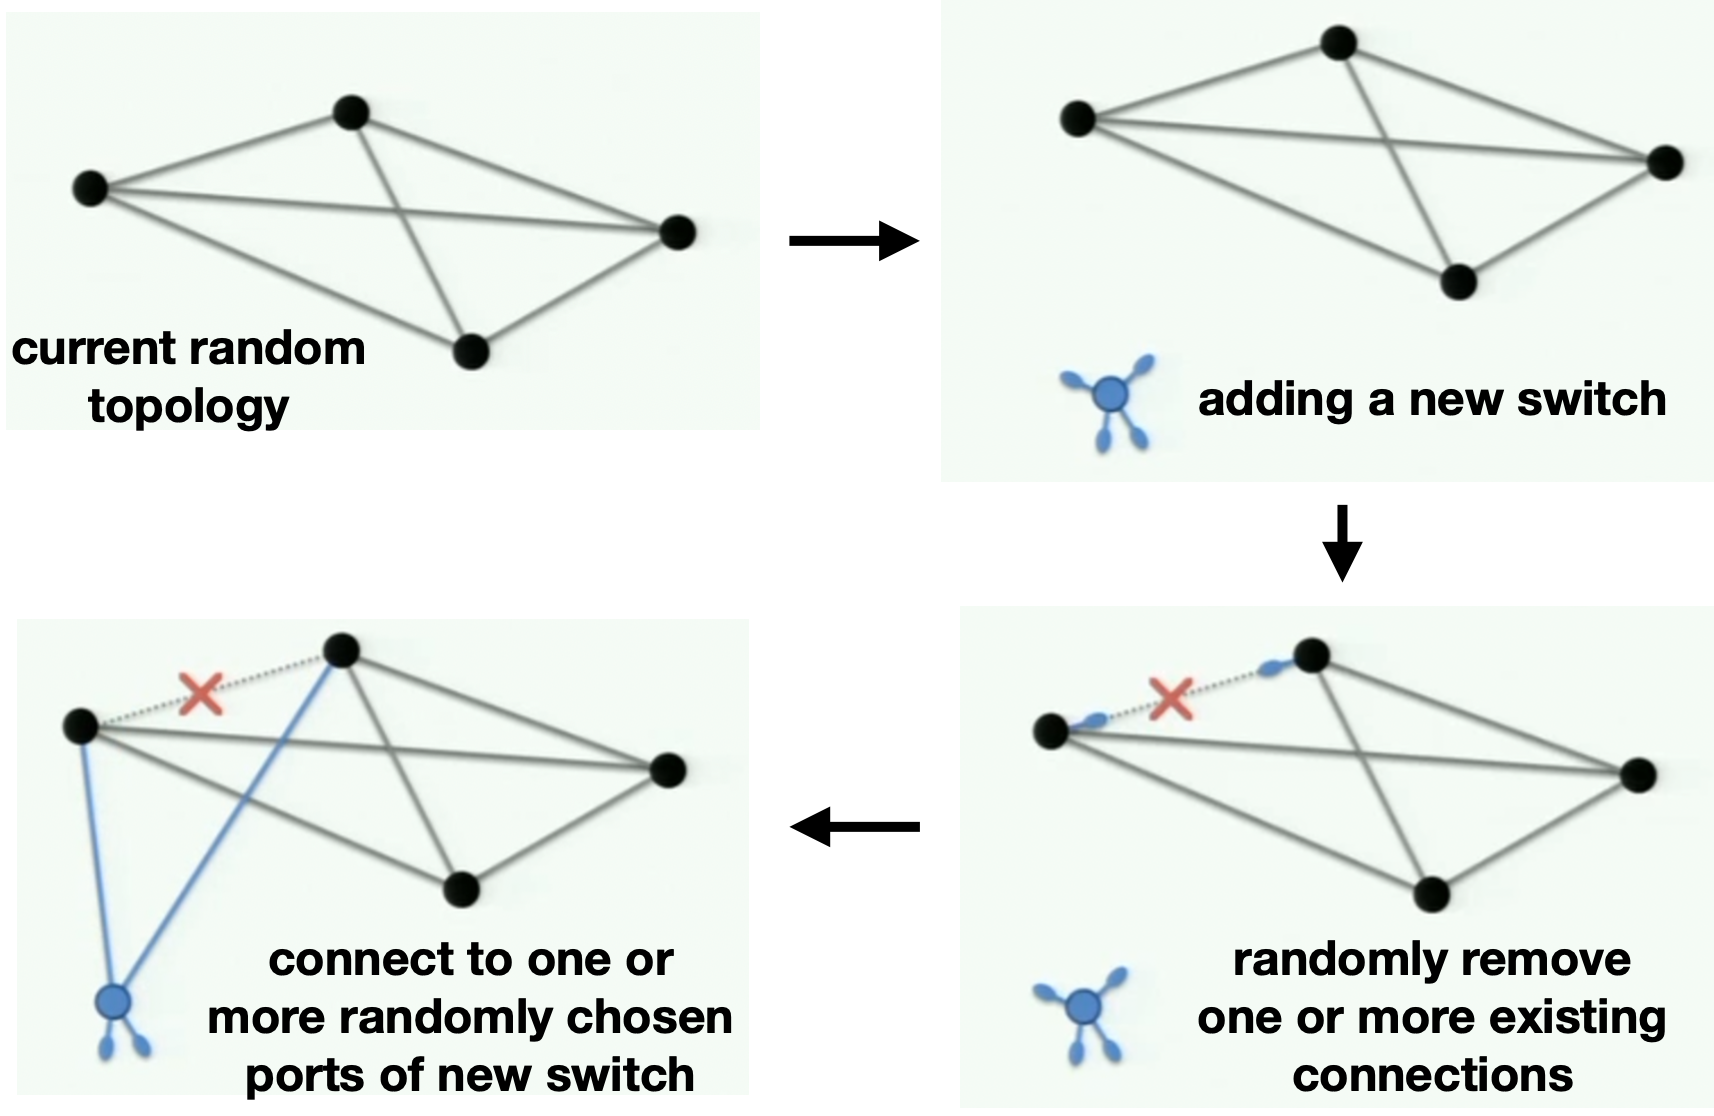 current random
topology
adding a new switch
randomly remove
one or more existing
connections
connect to one or
more randomly chosen
ports of new switch